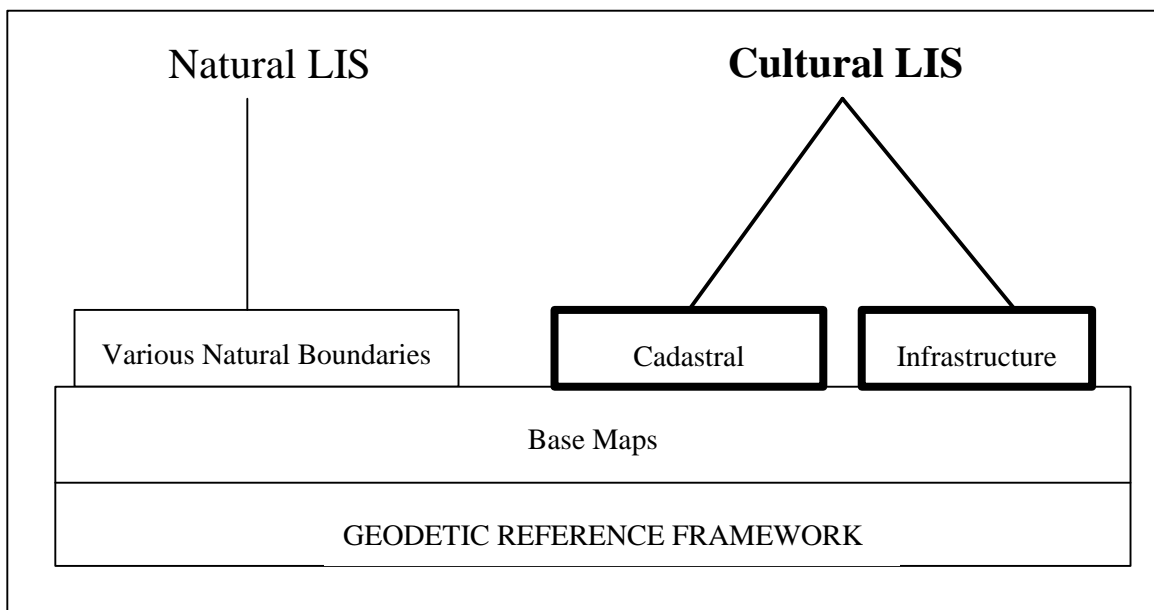 Natural LIS
Cultural LIS
Various Natural Boundaries
Cadastral
Infrastructure
Base Maps
GEODETIC REFERENCE FRAMEWORK